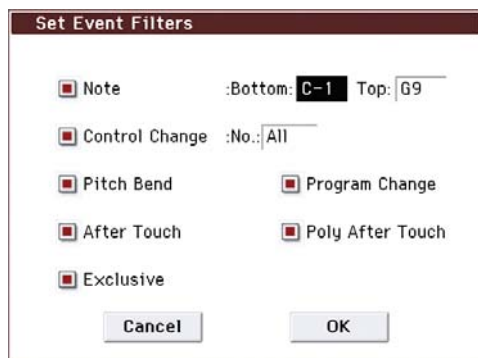 Set Event Filters
Note :Bottom: C-1 Top: G9
Control Change :No.: All
Pitch Bend Program Change
After Touch Poly After Touch
Exclusive
Cancel OK